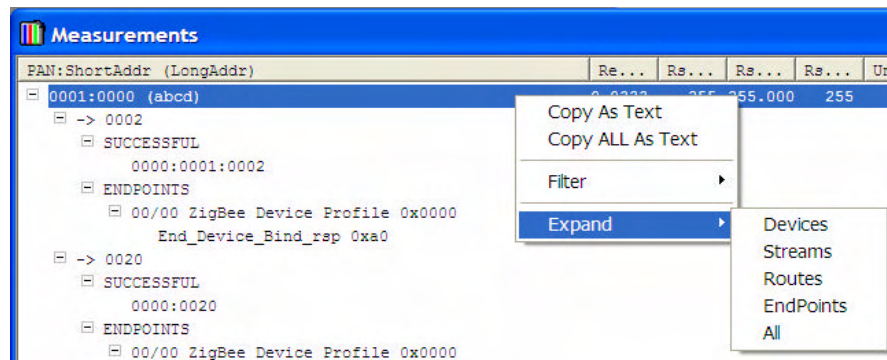 Measurements
PAN:ShortAddr (LongAddr) Re... Rs... Rs... Rs...
0001:0000 (abcd) 255 255.000 255
-> 0002
SUCCESSFUL
0000:0001:0002
ENDPOINTS
00/00 ZigBee Device Profile 0x0000
End_Device_Bind_rsp 0xa0
-> 0020
SUCCESSFUL
0000:0020
ENDPOINTS
00/00 ZigBee Device Profile 0x0000
Copy As Text
Copy ALL As Text
Filter
Expand
Devices
Streams
Routes
EndPoints
All